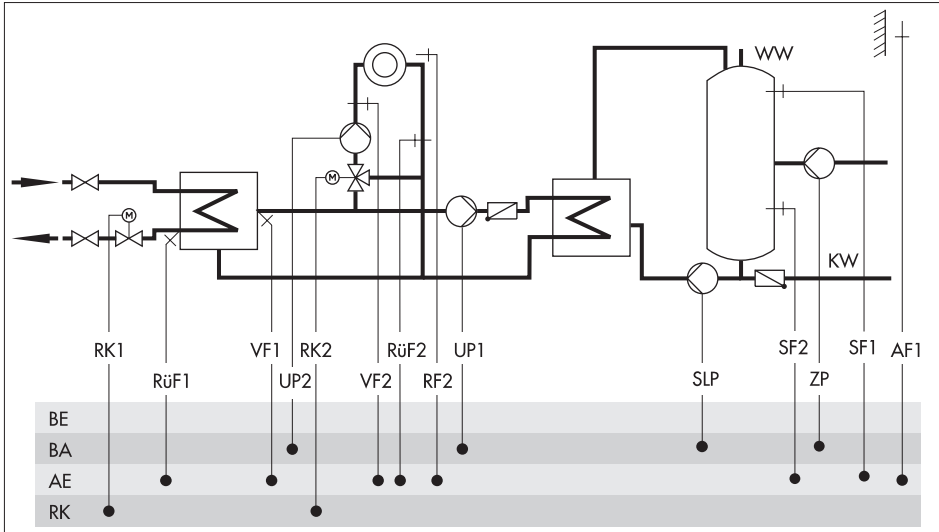 WW
M
M
KW
RK1 VF1 RK2 RüF2 UP1 SF2 SF1 AF1
RüF1 UP2 VF2 RF2 SLP ZP
BE
BA
AE
RK